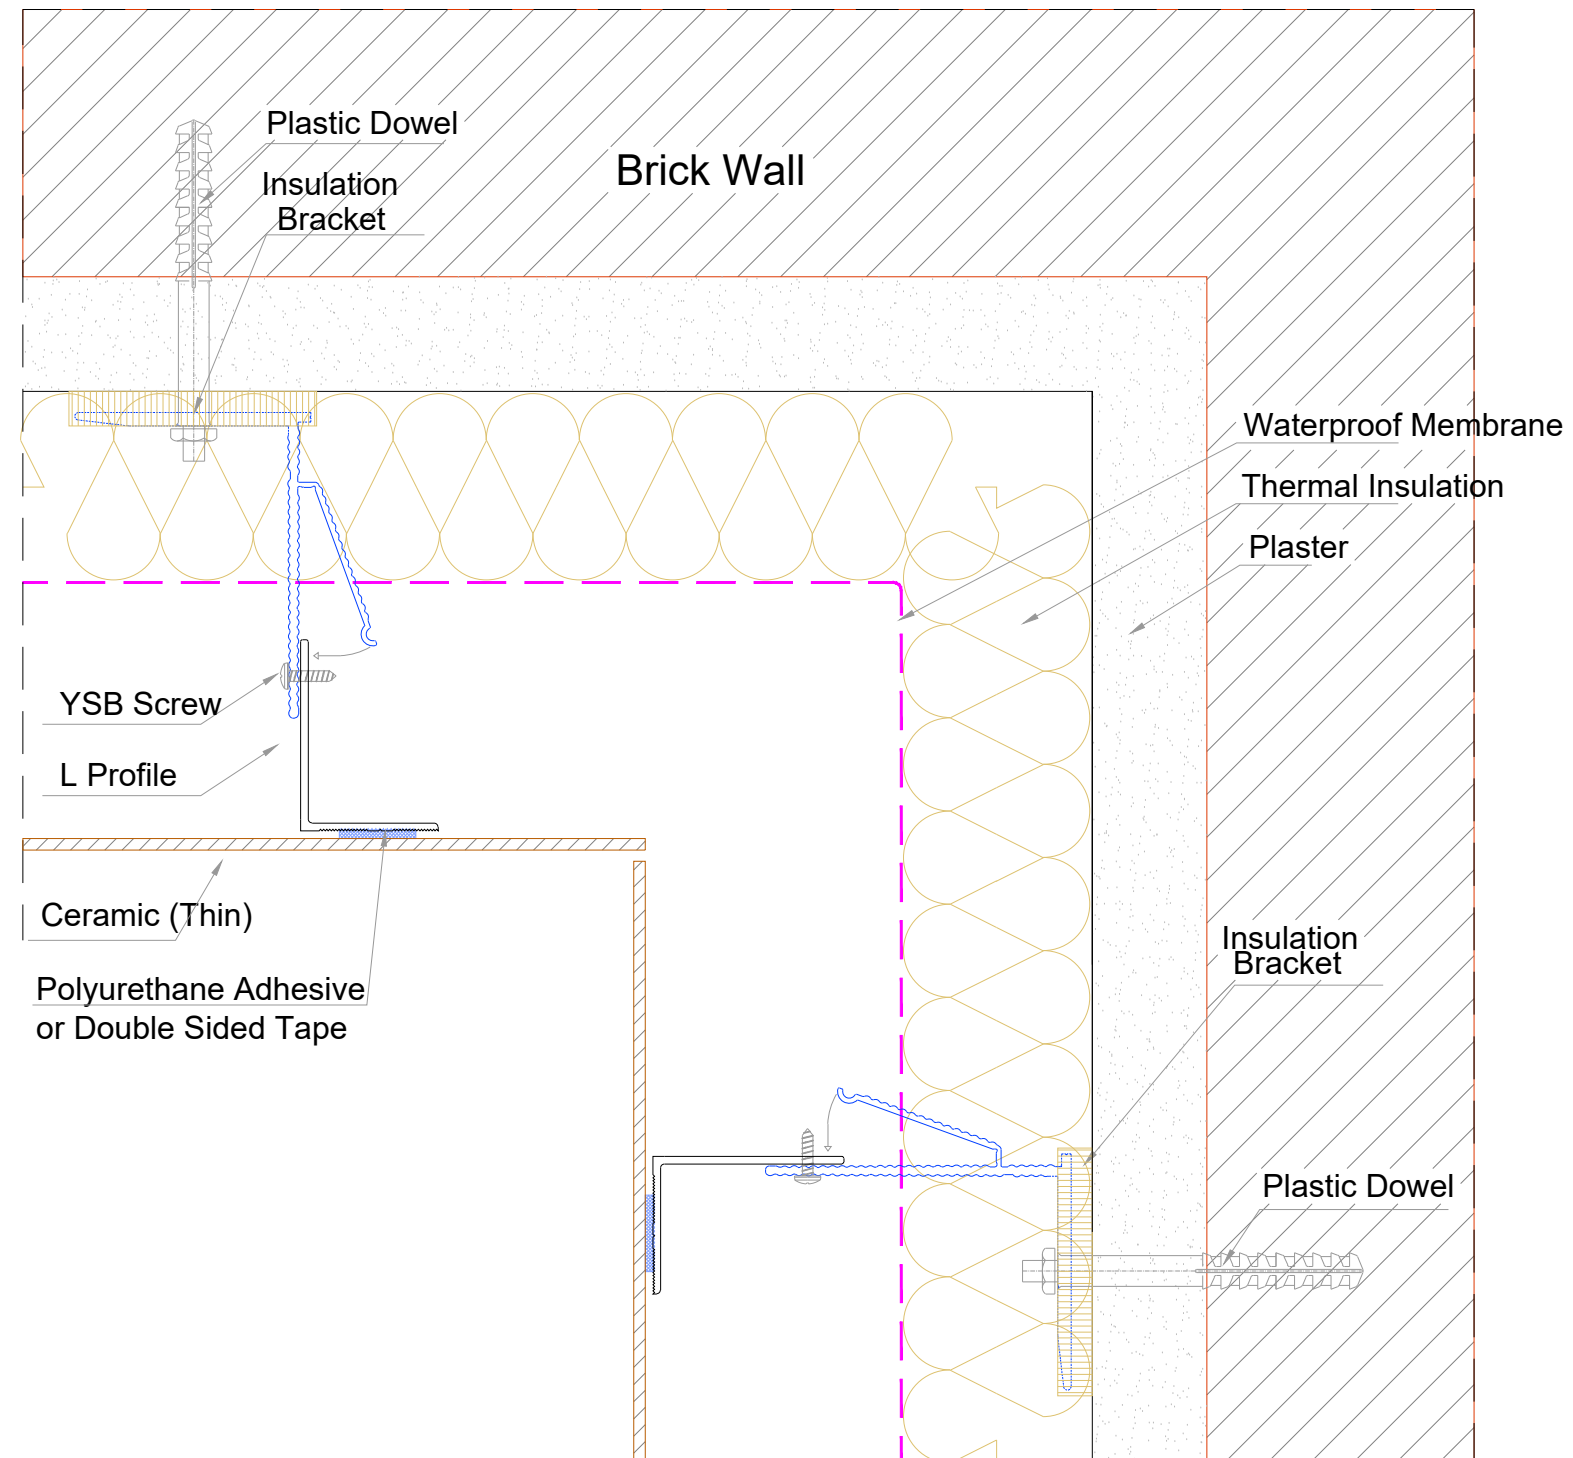 Plastic Dowel
Insulation
Bracket
Brick Wall
Waterproof Membrane
Thermal Insulation
Plaster
YSB Screw
L Profile
Ceramic (Thin)
Polyurethane Adhesive
or Double Sided Tape
Insulation
Bracket
Plastic Dowel